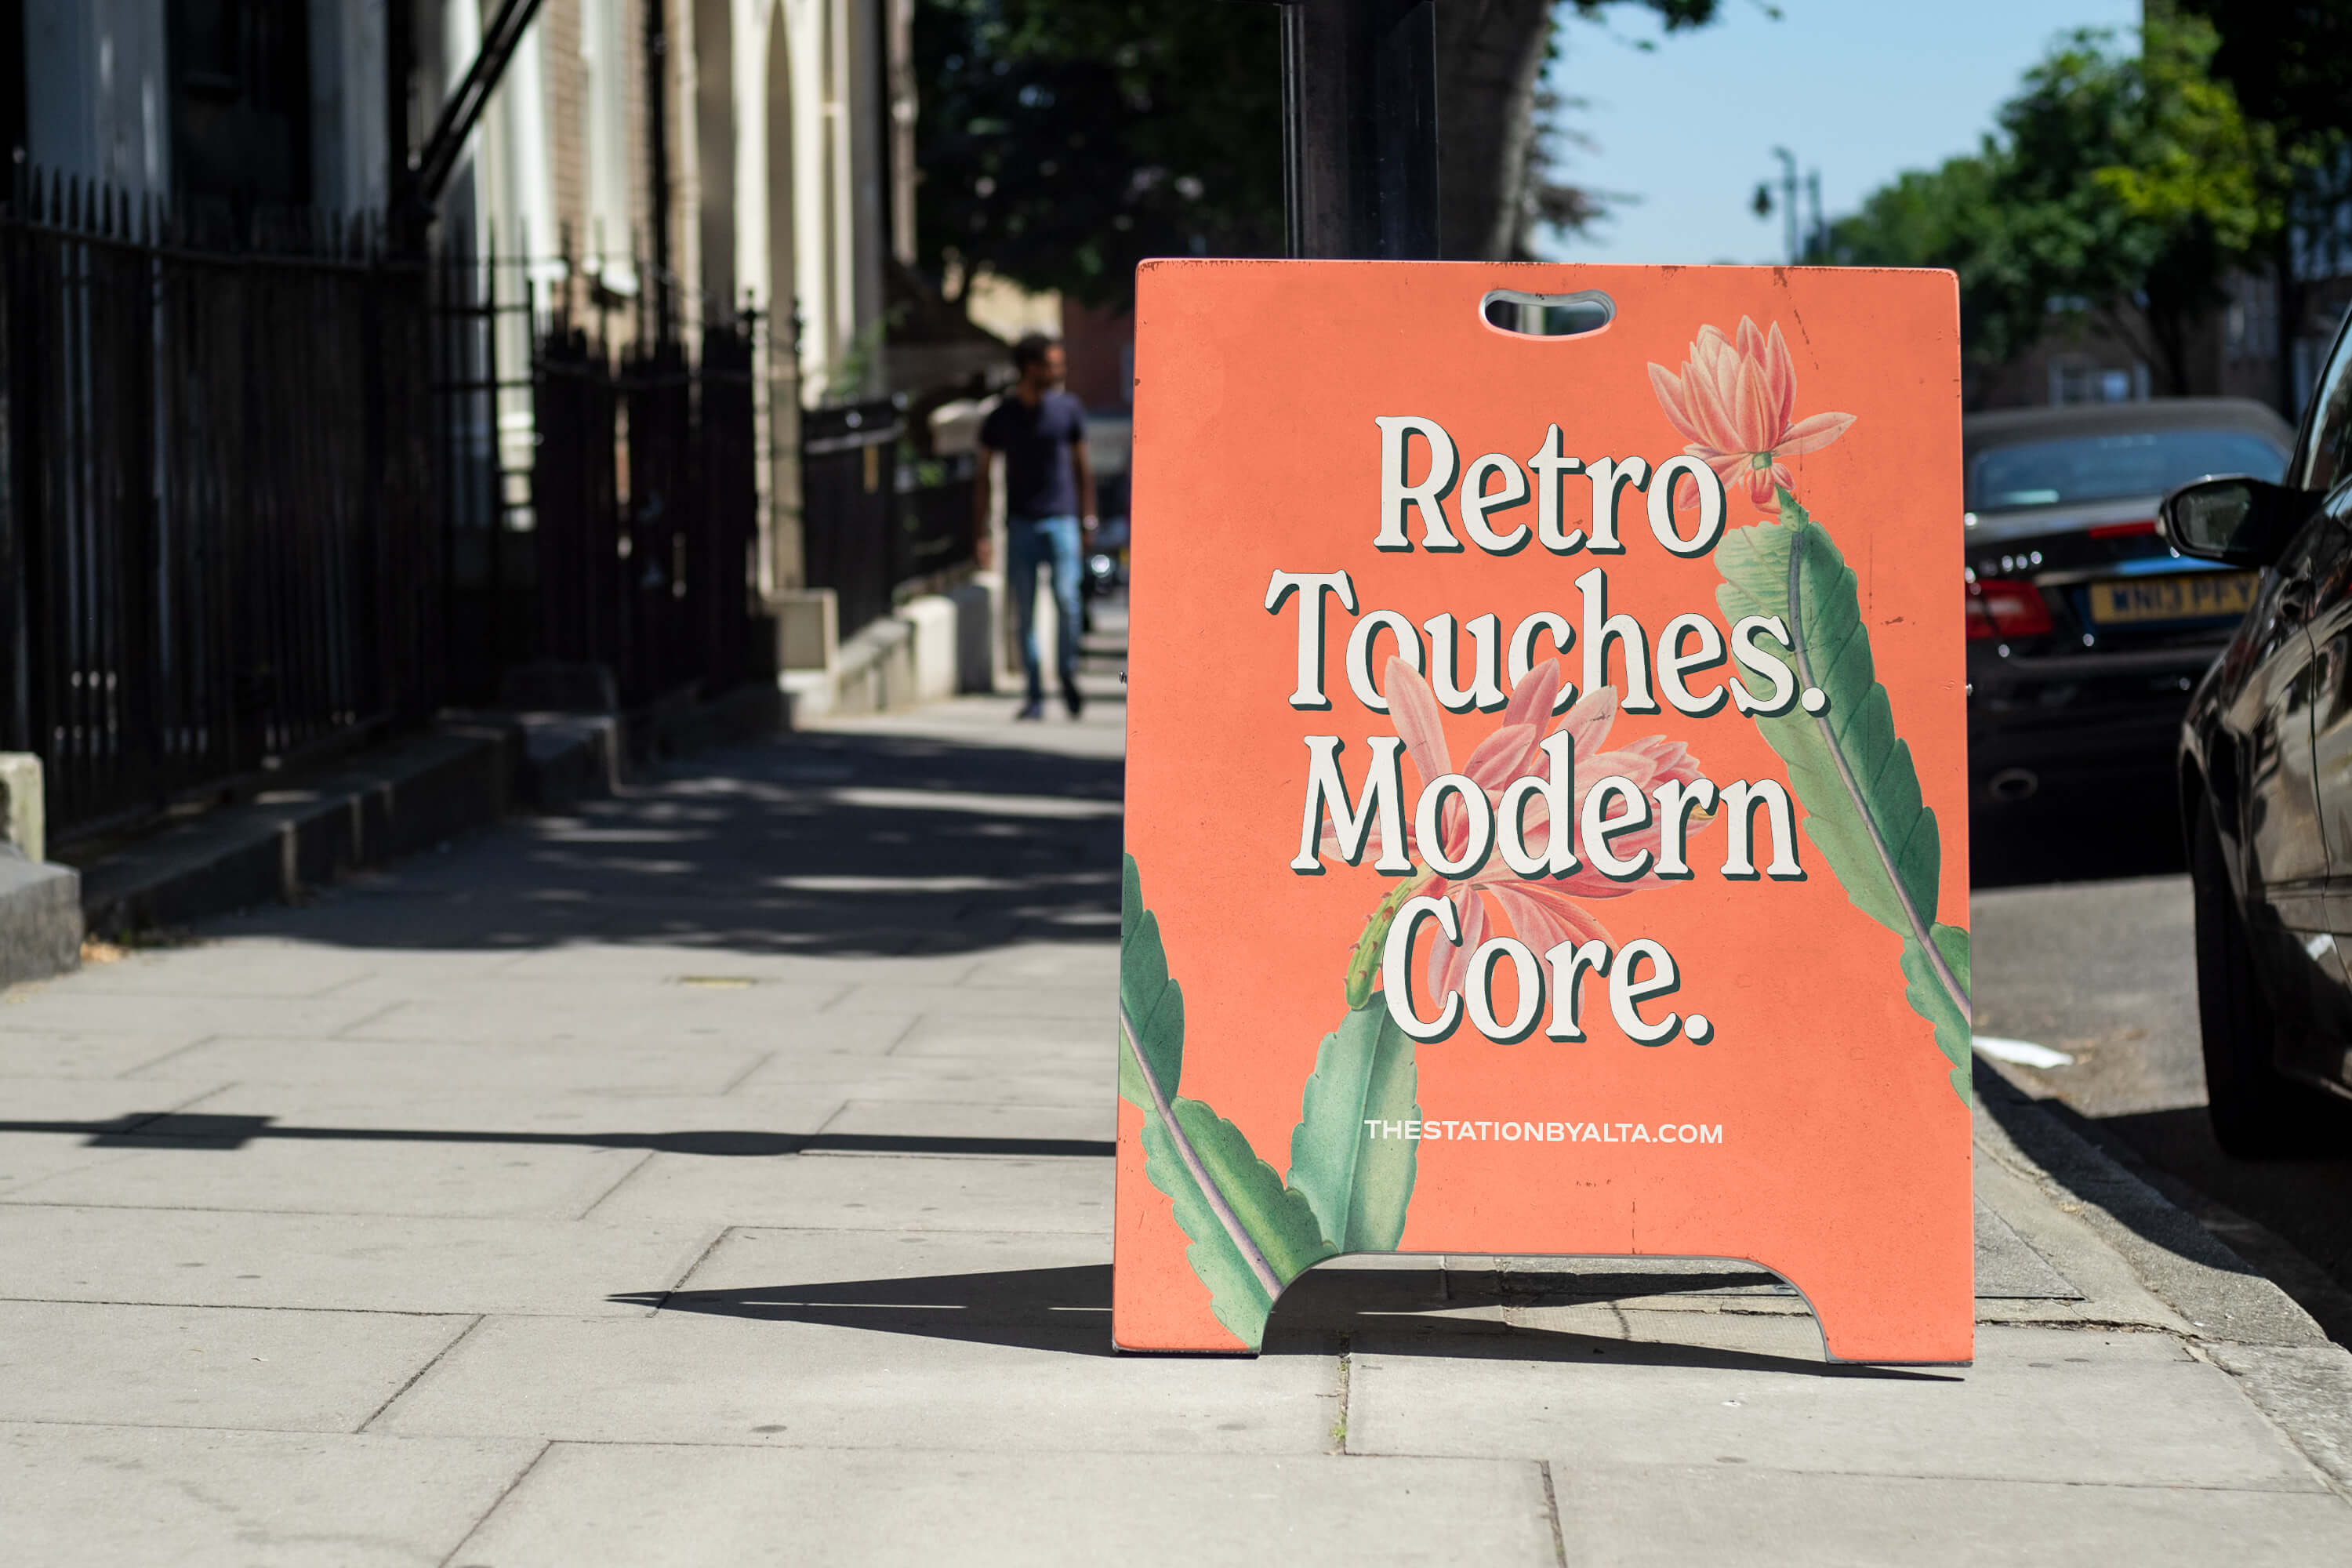 Retro
Touches.
Modern
Core.
THESTATIONBYALTA.COM